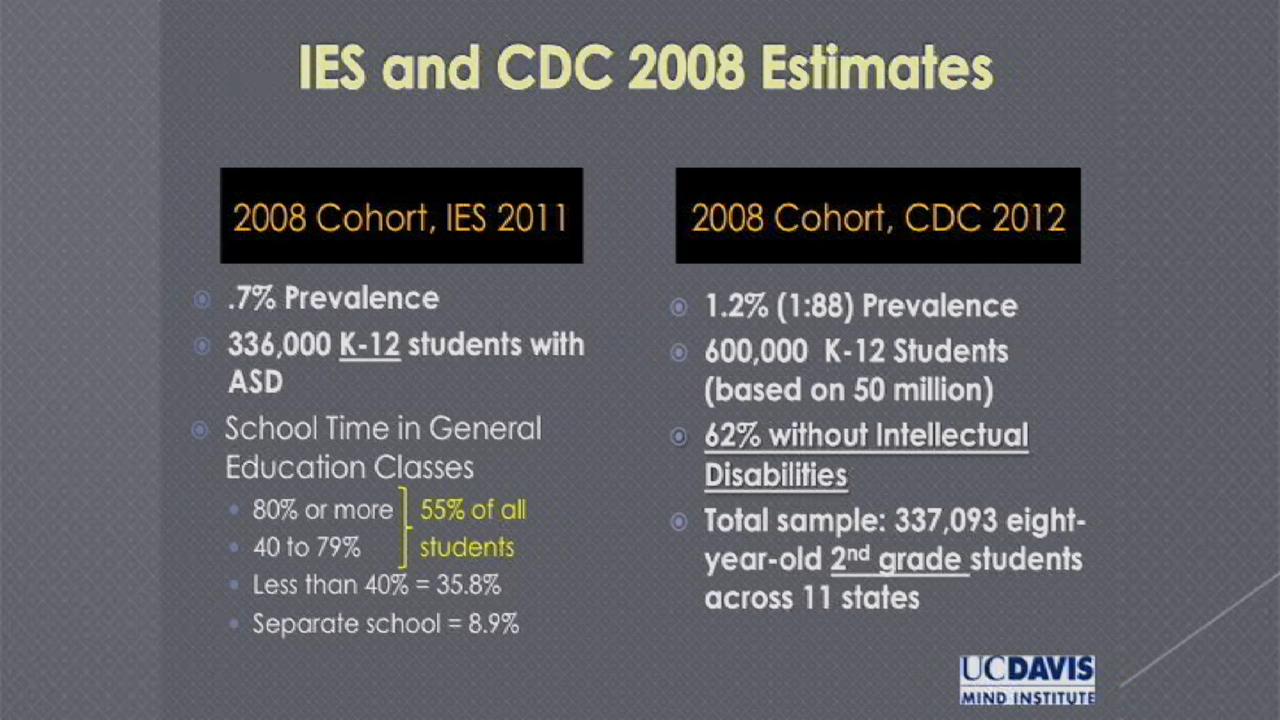 IES and CDC 2008 Estimates
2008 Cohort, IES 2011
.7% Prevalence
336,000 K-12 students with
ASD
School Time in General
Education Classes
80% or more
40 to 79%
55% of all
students
Less than 40% = 35.8%
Separate school = 8.9%
2008 Cohort, CDC 2012
1.2% (1:88) Prevalence
600,000 K-12 Students
(based on 50 million)
62% without Intellectual
Disabilities
Total sample: 337,093 eight-
year-old 2nd grade students
across 11 states
UCDAVIS
MIND INSTITUTE